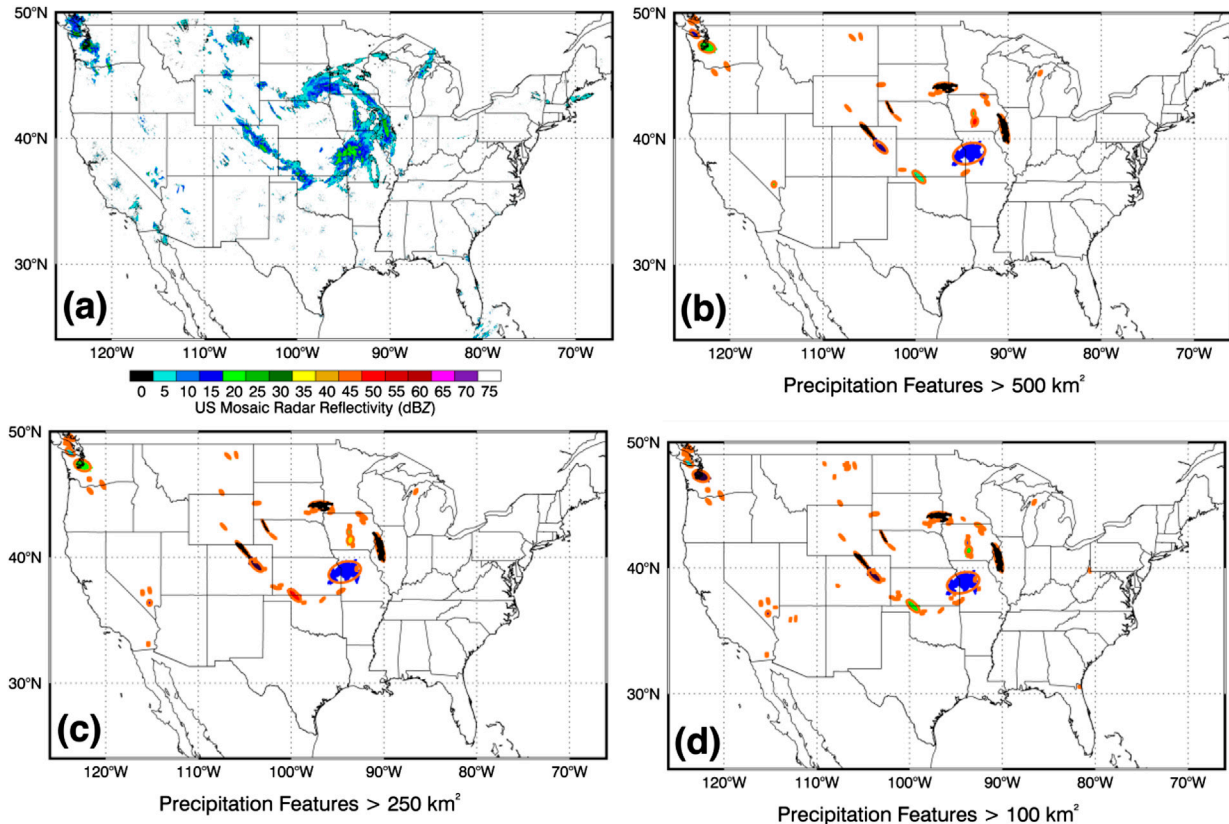 50°N
40°N
30°N
(a)
120°W 110°W 100°W 90°W 80°W 70°W
0 5 10 15 20 25 30 35 40 45 50 55 60 65 70 75
US Mosaic Radar Reflectivity (dBZ)
50°N
40°N
30°N
(b)
120°W 110°W 100°W 90°W 80°W 70°W
Precipitation Features > 500 km²
50°N
40°N
30°N
(c)
120°W 110°W 100°W 90°W 80°W 70°W
Precipitation Features > 250 km²
50°N
40°N
30°N
(d)
120°W 110°W 100°W 90°W 80°W 70°W
Precipitation Features > 100 km²